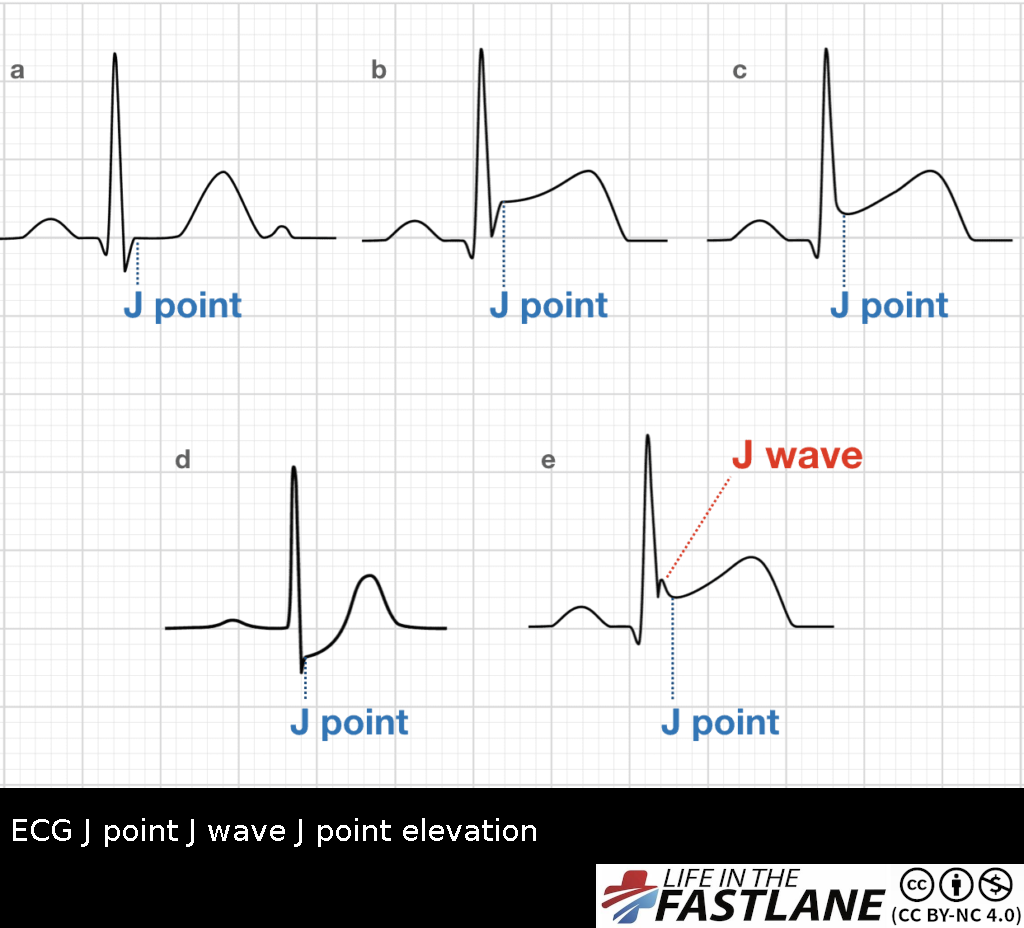 a
b
c
J point
J point
J point
d
e
J wave
J point
J point
ECG J point J wave J point elevation
LIFE IN THE
FASTLANE
cc
(CC BY-NC 4.0)